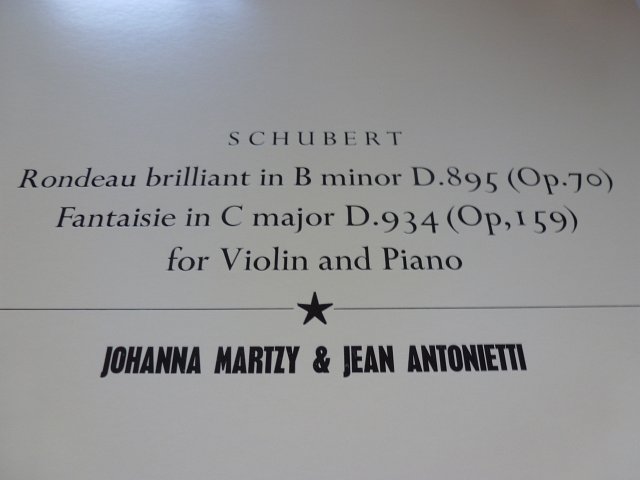 SCHUBERT
Rondeau brilliant in B minor D.895 (Op.70)
Fantaisie in C major D.934 (Op,159)
for Violin and Piano
JOHANNA MARTZY & JEAN ANTONIETTI